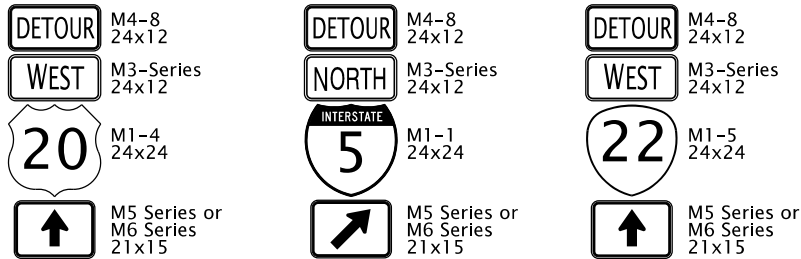 DETOUR
M4-8
24x12
WEST
M3-Series
24x12
20
M1-4
24x24
M5 Series or
M6 Series
21x15
DETOUR
M4-8
24x12
NORTH
M3-Series
24x12
INTERSTATE
5
M1-1
24x24
M5 Series or
M6 Series
21x15
DETOUR
M4-8
24x12
WEST
M3-Series
24x12
22
M1-5
24x24
M5 Series or
M6 Series
21x15